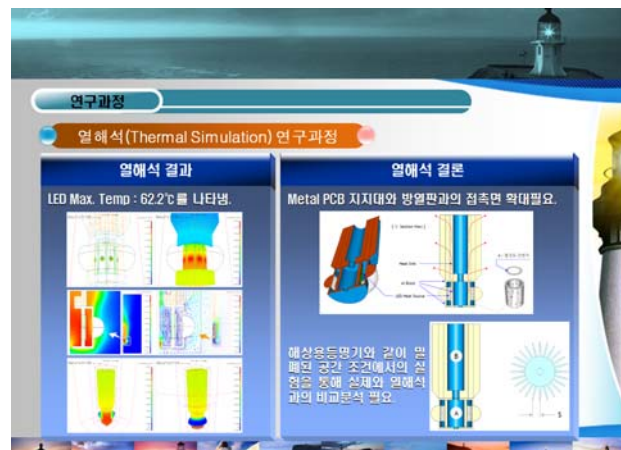 연구과정
열해석(Thermal Simulation) 연구과정
열해석 결과
LED Max. Temp : 62.2℃를 나타냄.
열해석 결론
Metal PCB 지지대와 방열판과의 접촉면 확대필요.
Heat Sink
해상용등명기와 같이 밀
폐된 공간 조건에서의 실
험을 통해 실제와 열해석
과의 비교분석 필요.
B
A
S